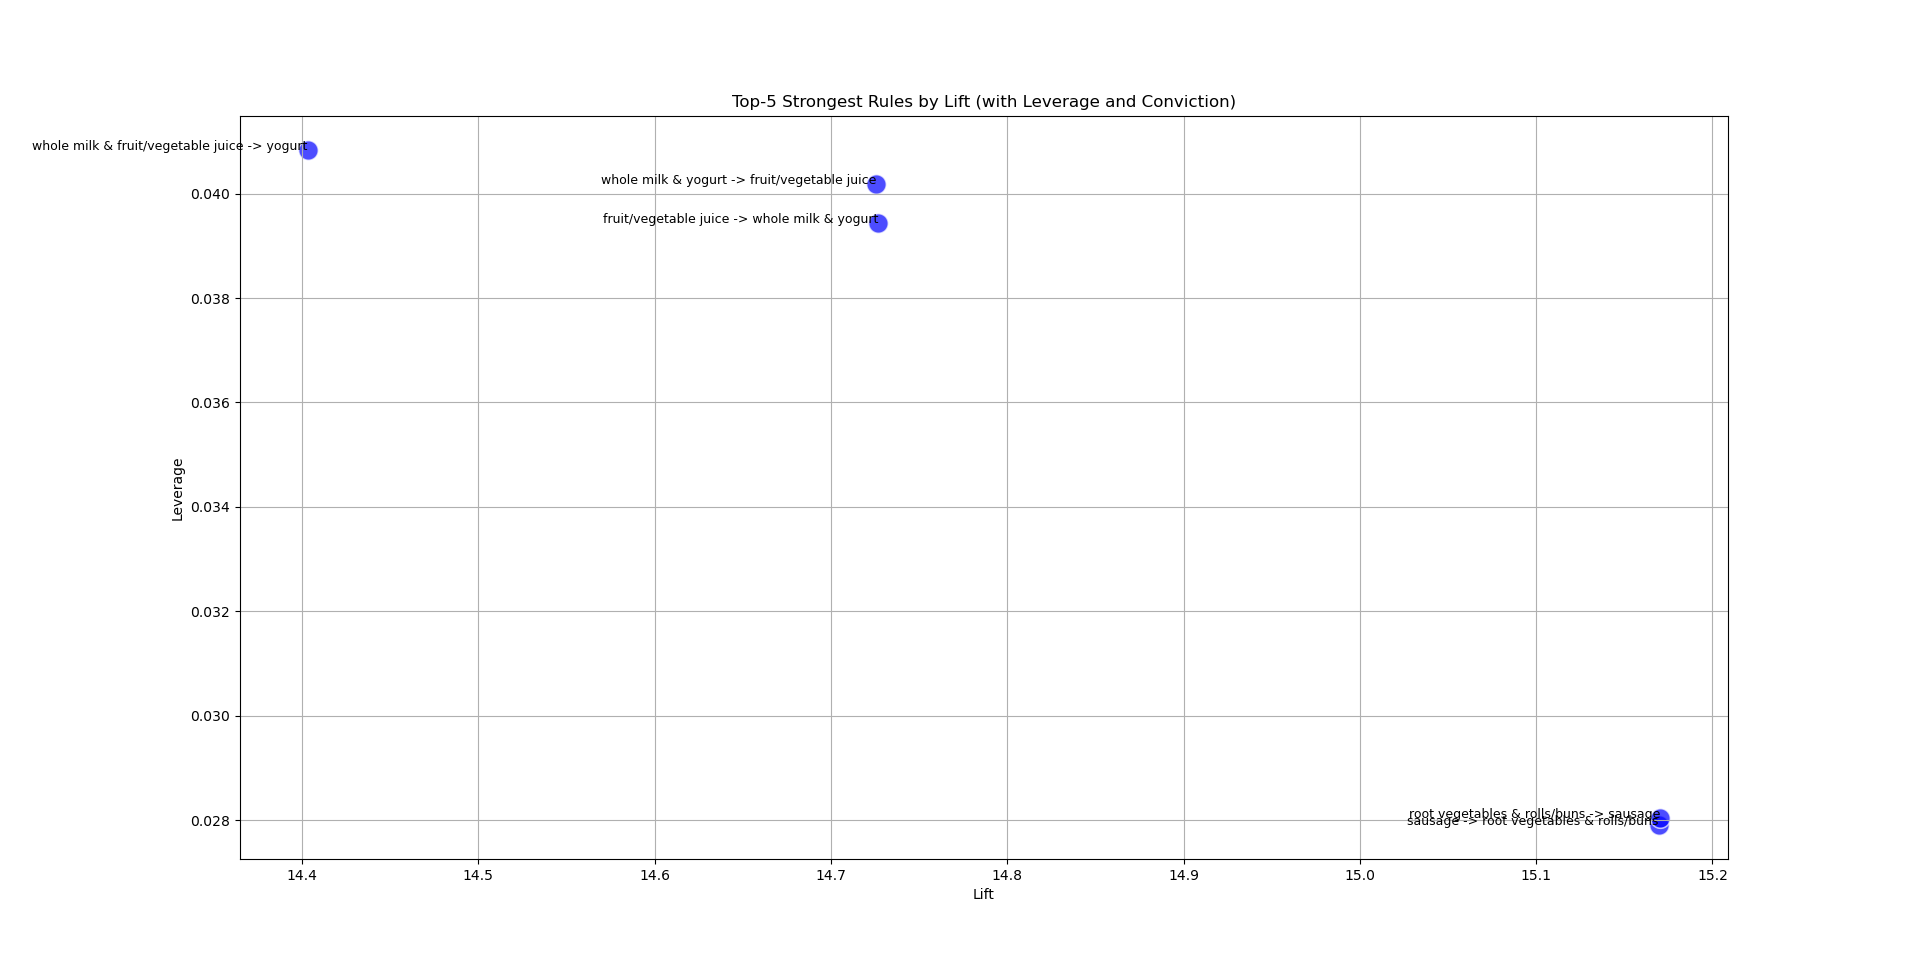 Top-5 Strongest Rules by Lift (with Leverage and Conviction)
whole milk & fruit/vegetable juice -> yogurt
whole milk & yogurt -> fruit/vegetable juice
0.040
fruit/vegetable juice -> whole milk & yogurt
0.038
0.036
Leverage
0.034
0.032
0.030
root vegetables & rolls/buns -> sausage
sausage -> root vegetables & rolls/buns
0.028
14.4 14.5 14.6 14.7 14.8 14.9 15.0 15.1 15.2
Lift